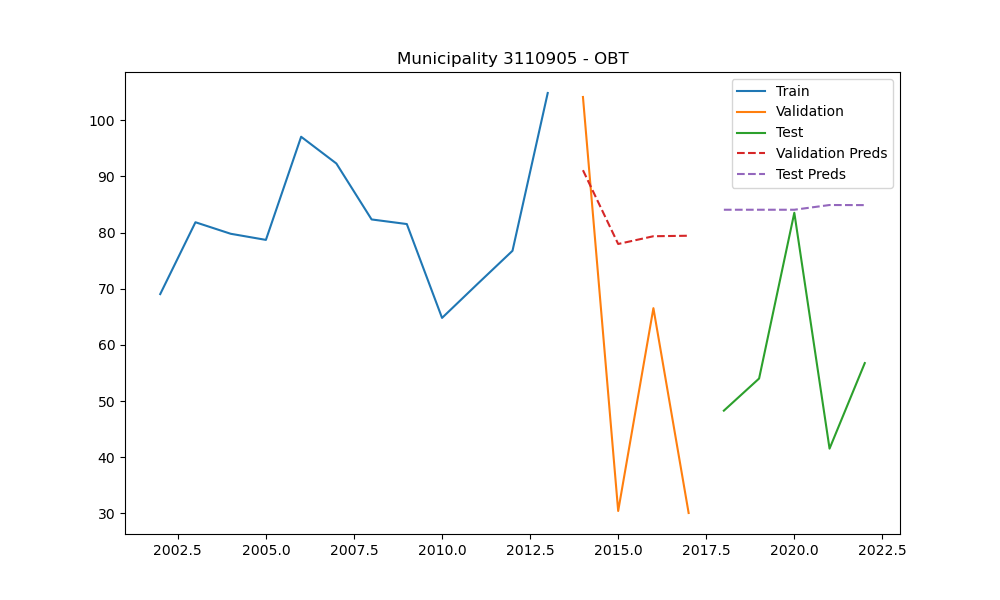 Municipality 3110905 - OBT
Train
Validation
Test
Validation Preds
Test Preds
100
90
80
70
60
50
40
30
2002.5 2005.0 2007.5 2010.0 2012.5 2015.0 2017.5 2020.0 2022.5